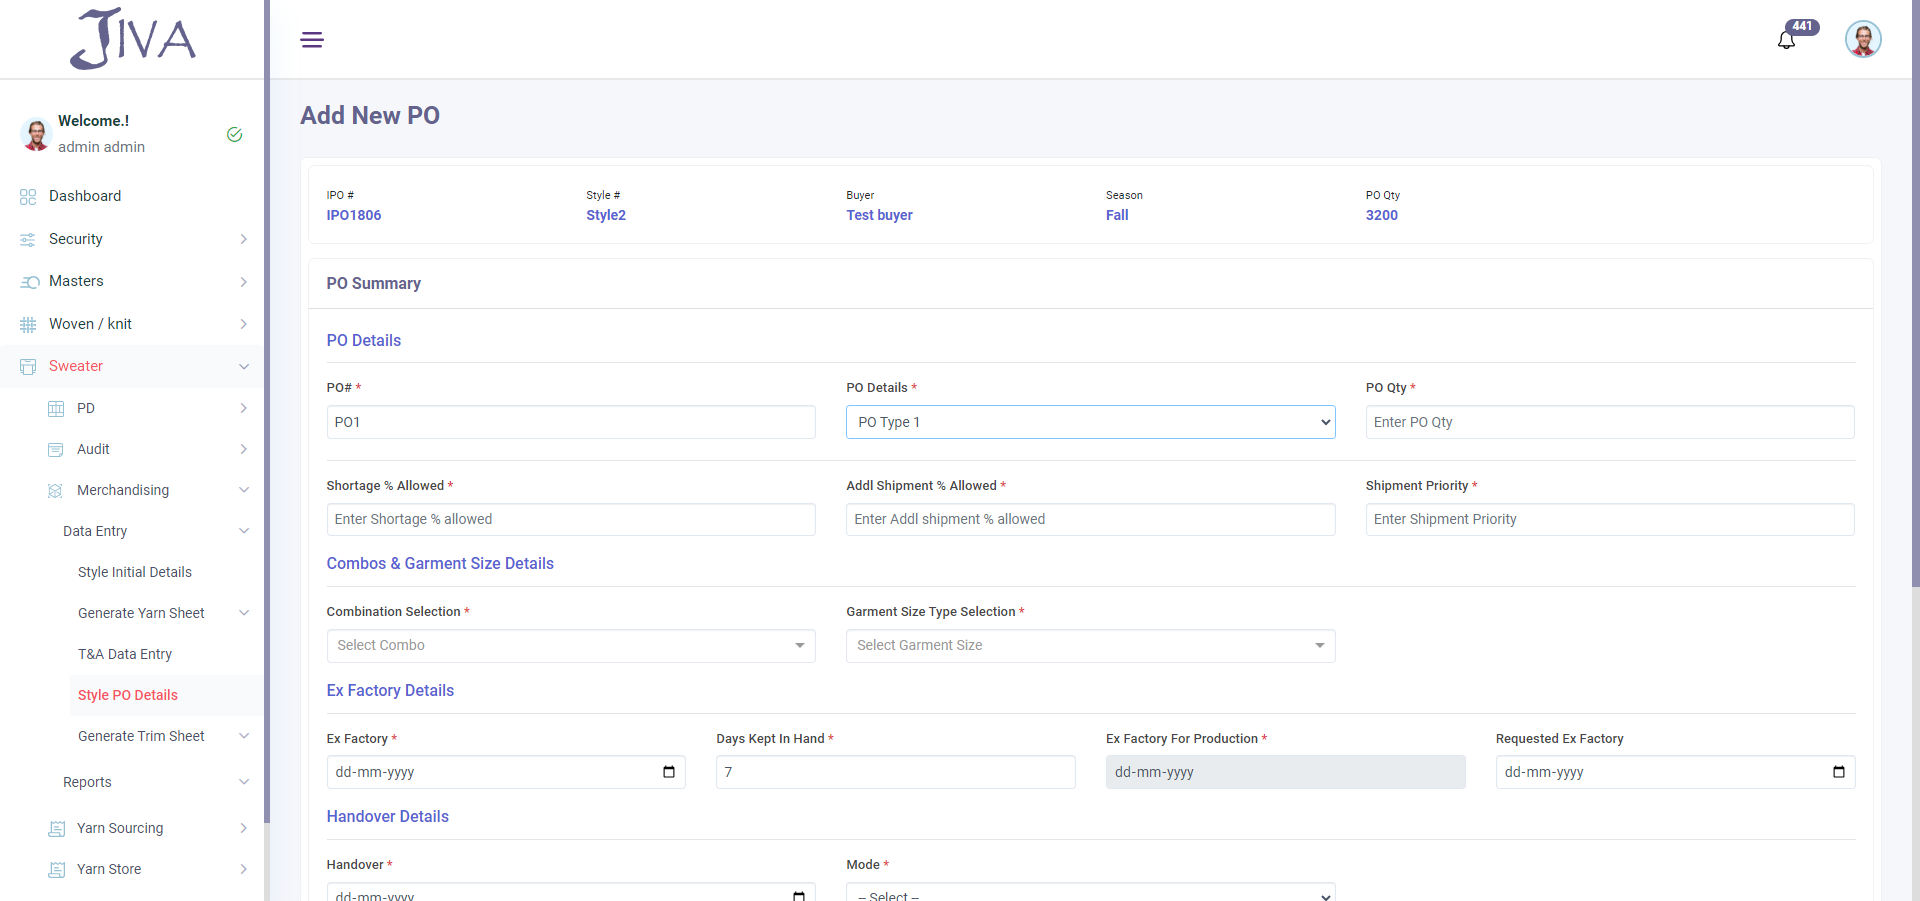 JIVA
441
Welcome.!
admin admin
Dashboard
Security
Masters
Woven / knit
Sweater
PD
Audit
Merchandising
Data Entry
Style Initial Details
Generate Yarn Sheet
T&A Data Entry
Style PO Details
Generate Trim Sheet
Reports
Yarn Sourcing
Yarn Store
Add New PO
IPO # Style # Buyer Season PO Qty
IPO1806 Style2 Test buyer Fall 3200
PO Summary
PO Details
PO# * PO Details * PO Qty *
PO1 PO Type 1 Enter PO Qty
Shortage % Allowed * Addl Shipment % Allowed * Shipment Priority *
Enter Shortage % allowed Enter Addl shipment % allowed Enter Shipment Priority
Combos & Garment Size Details
Combination Selection * Garment Size Type Selection *
Select Combo Select Garment Size
Ex Factory Details
Ex Factory * Days Kept In Hand * Ex Factory For Production * Requested Ex Factory
dd-mm-yyyy 7 dd-mm-yyyy dd-mm-yyyy
Handover Details
Handover * Mode *
dd-mm-yyyy -- Select --